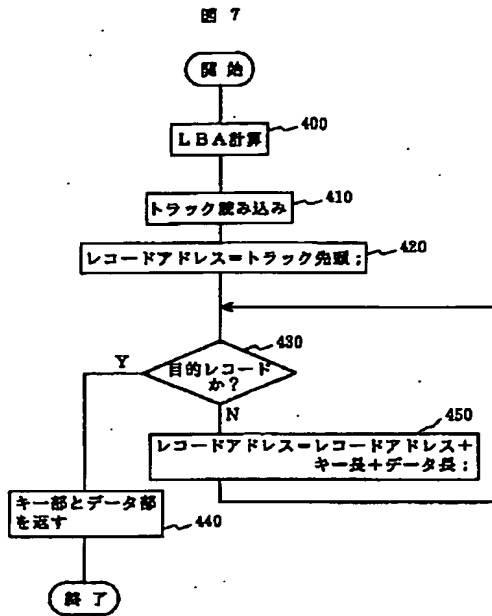 図 7
開 始
LBA計算
400
トラック読み込み
410
レコードアドレス=トラック先頭;
420
430
目的レコード
か?
Y
N
450
レコードアドレス=レコードアドレス+
キー長+データ長;
キー部とデータ部
を返す
440
終 了